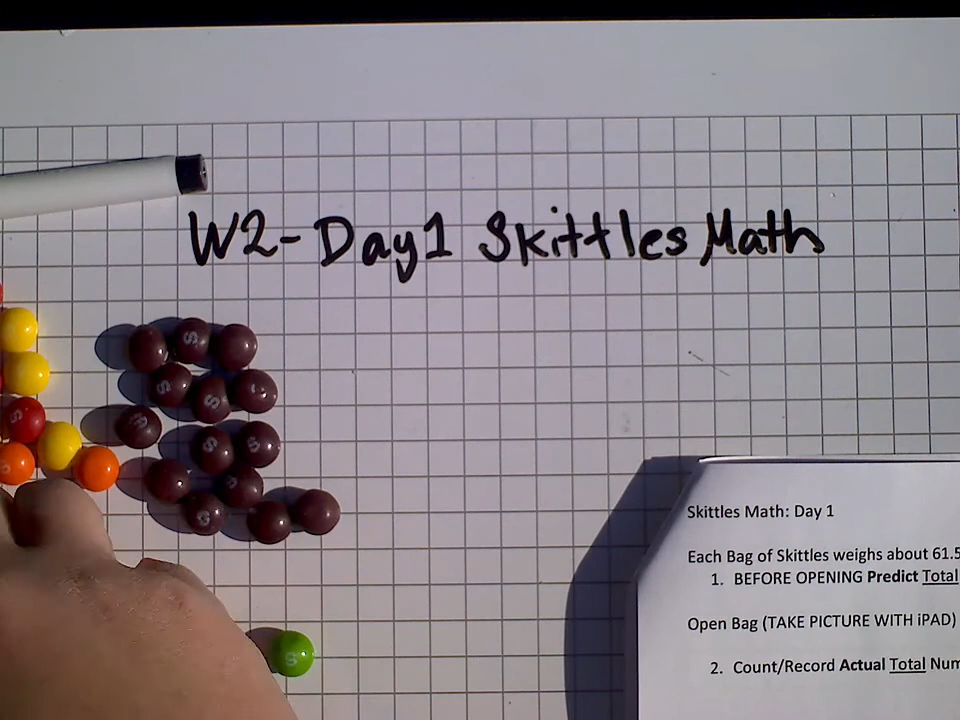 W2-Day1 Skittles Math
Skittles Math: Day 1
Each Bag of Skittles weighs about 61.5
1. BEFORE OPENING Predict Total
Open Bag (TAKE PICTURE WITH iPAD)
2. Count/Record Actual Total Num